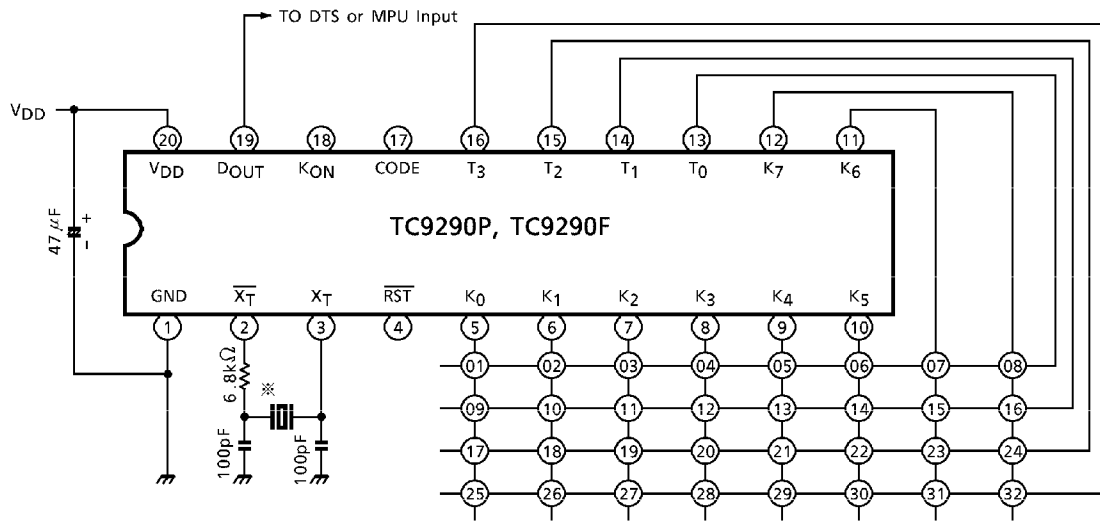 TO DTS or MPU Input
VDD
20 19 18 17 16 15 14 13 12 11
VDD DOUT KON CODE T3 T2 T1 T0 K7 K6
47 μF
+
-
TC9290P, TC9290F
GND X̅T̅ XT R̅S̅T̅ K0 K1 K2 K3 K4 K5
1 2 3 4 5 6 7 8 9 10
6.8kΩ
※
100pF 100pF
01 02 03 04 05 06 07 08
09 10 11 12 13 14 15 16
17 18 19 20 21 22 23 24
25 26 27 28 29 30 31 32